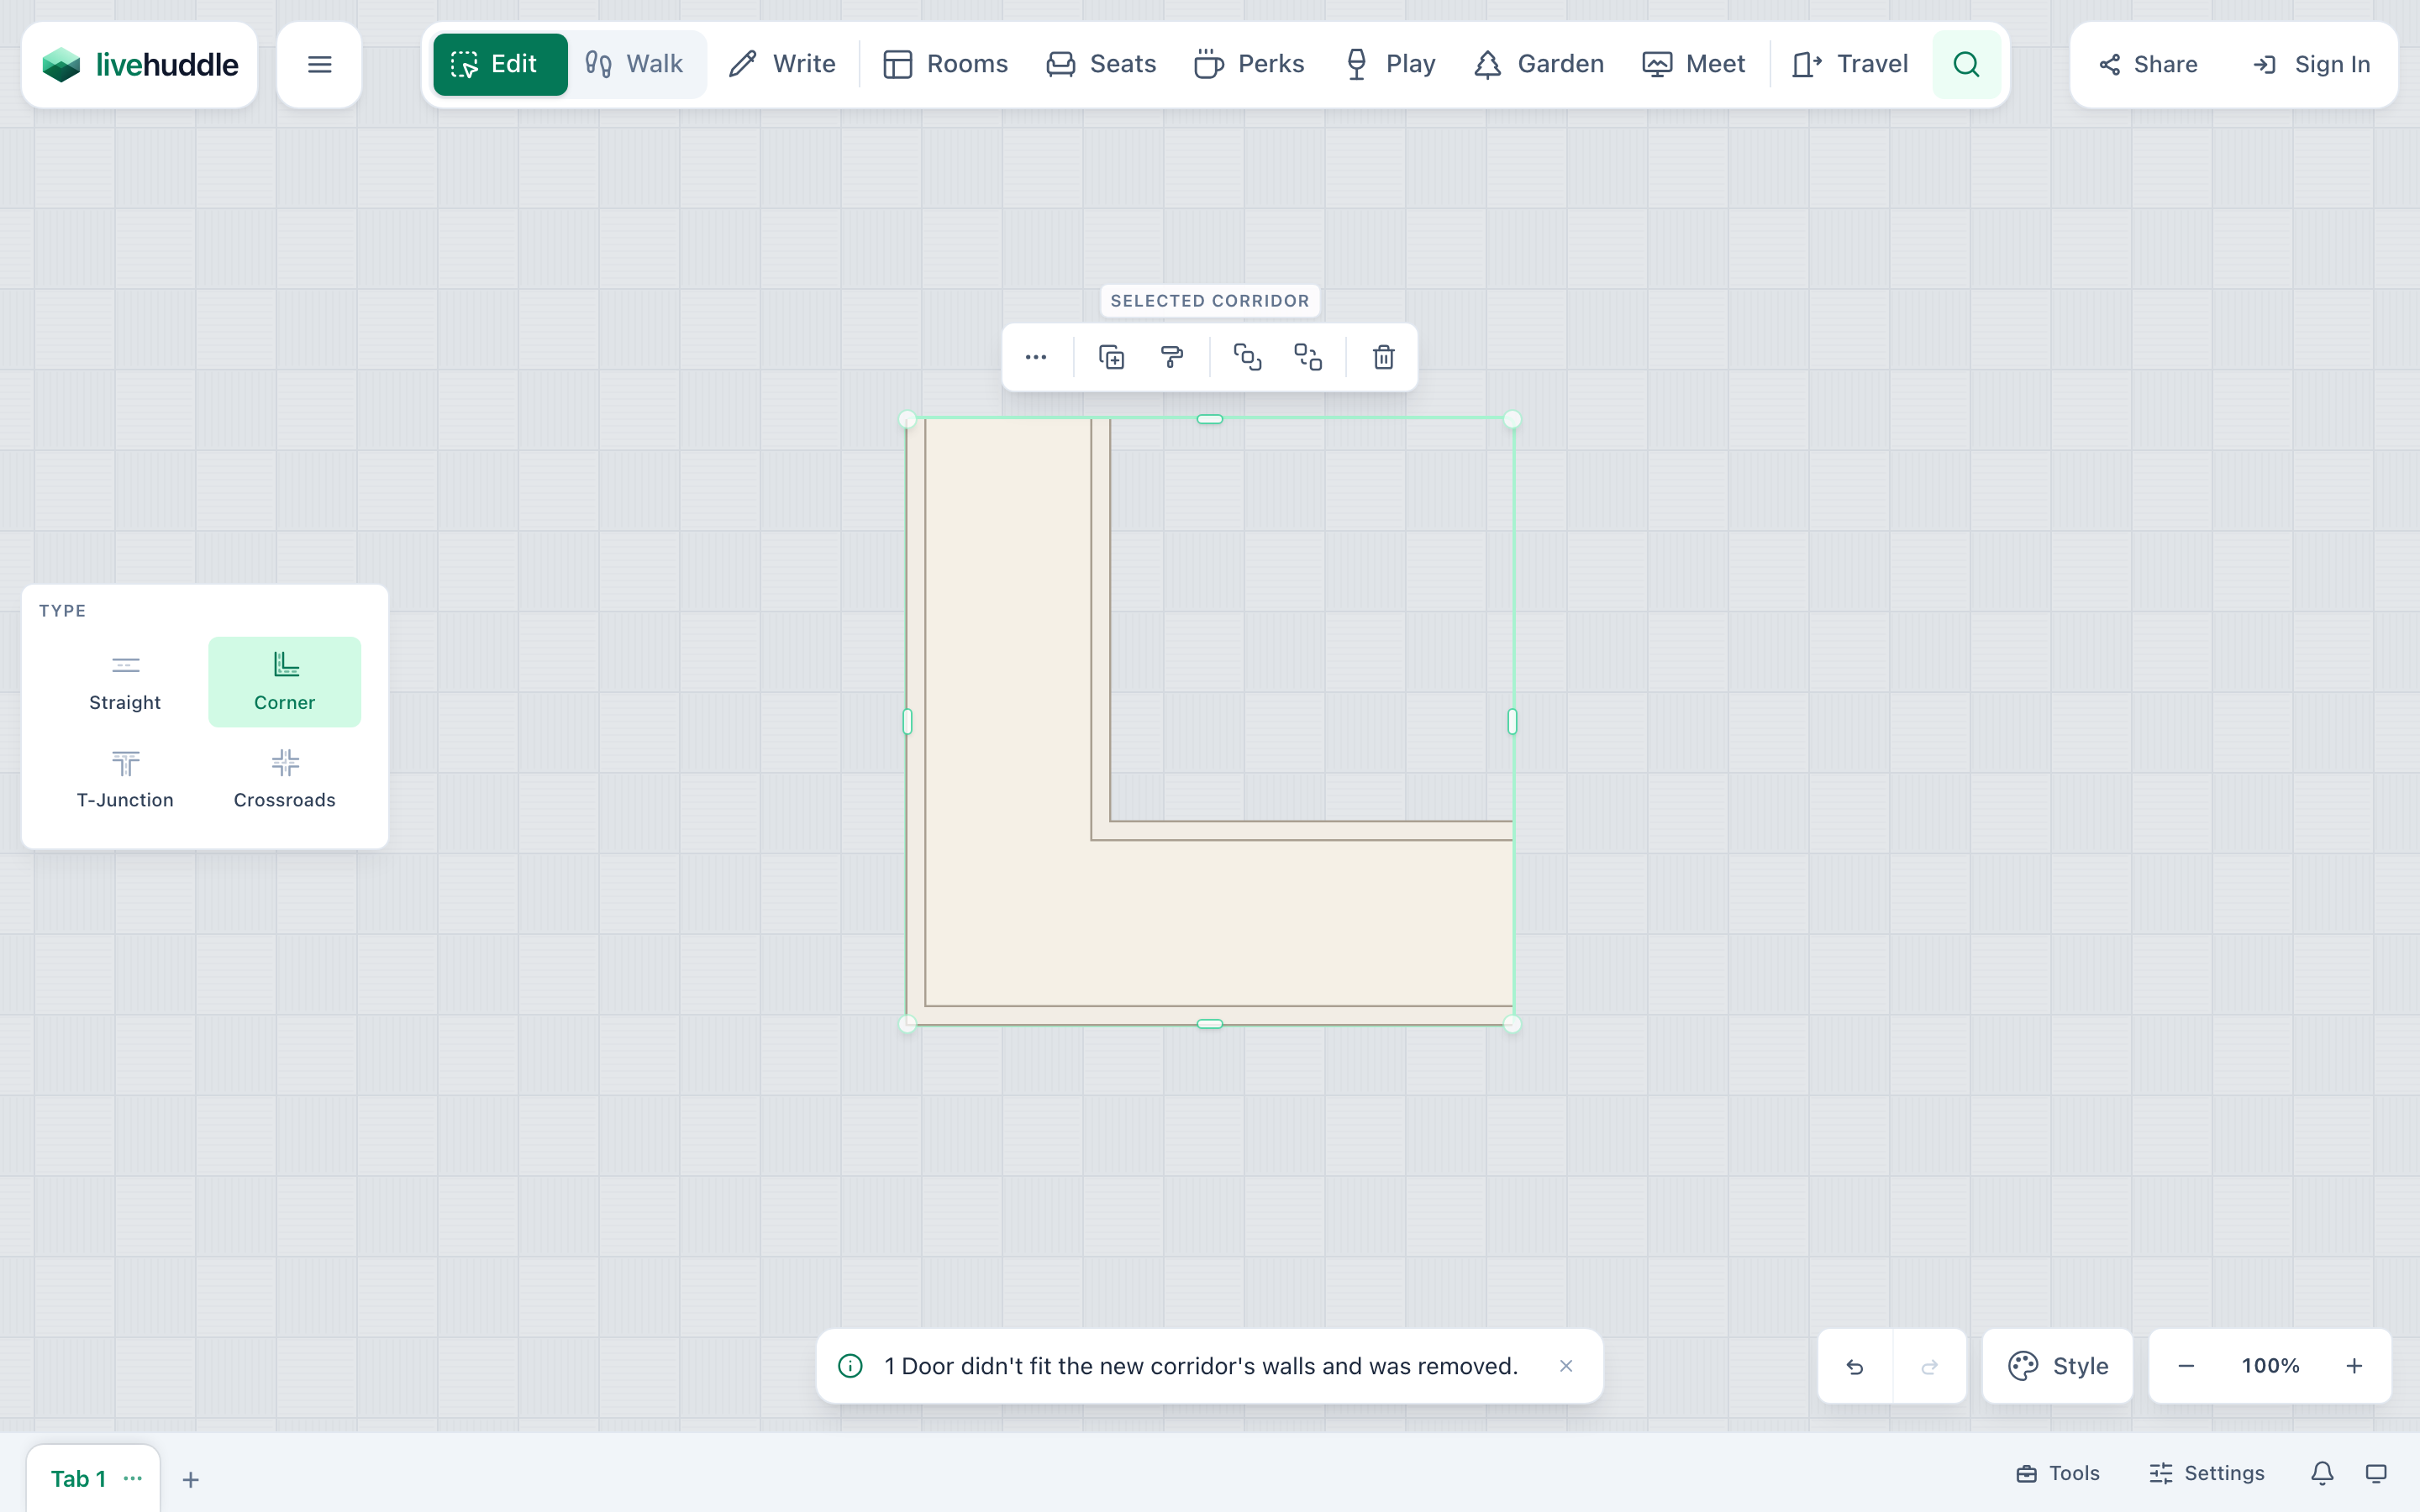 livehuddle
Edit
Walk
Write
Rooms
Seats
Perks
Play
Garden
Meet
Travel
Share
Sign In
SELECTED CORRIDOR
TYPE
Straight
Corner
T-Junction
Crossroads
1 Door didn't fit the new corridor's walls and was removed.
Style
100%
Tab 1
Tools
Settings